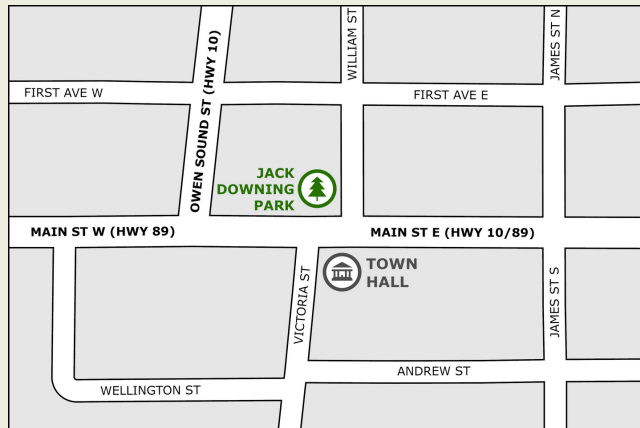 WILLIAM ST
JAMES ST N
OWEN SOUND ST (HWY 10)
FIRST AVE W
FIRST AVE E
JACK
DOWNING
PARK
MAIN ST W (HWY 89)
MAIN ST E (HWY 10/89)
TOWN
HALL
VICTORIA ST
JAMES ST S
ANDREW ST
WELLINGTON ST